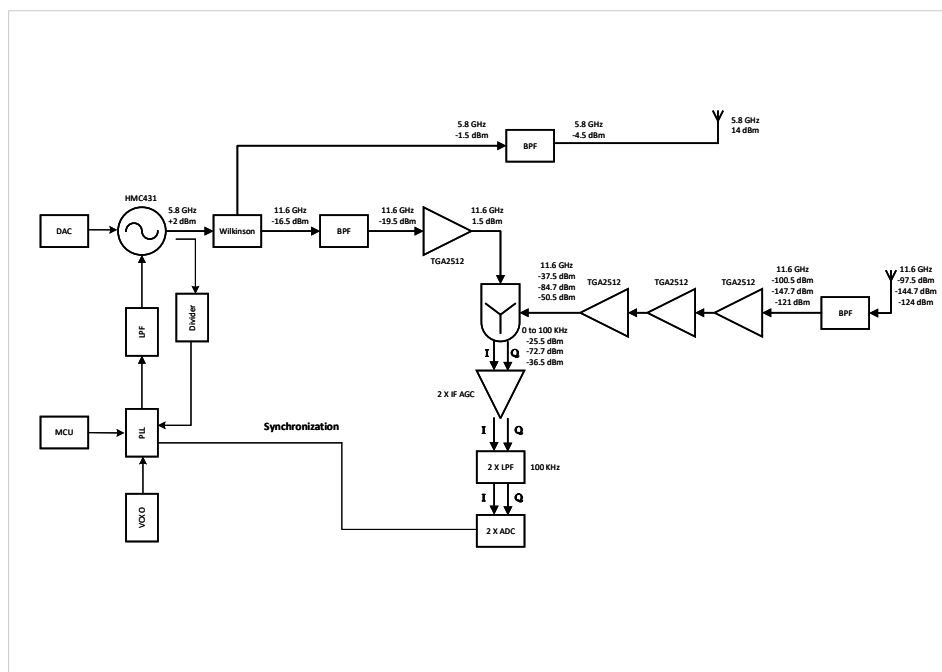 5.8 GHz
-1.5 dBm
BPF
5.8 GHz
-4.5 dBm
5.8 GHz
14 dBm
HMC431
DAC
5.8 GHz
+2 dBm
Wilkinson
11.6 GHz
-16.5 dBm
BPF
11.6 GHz
-19.5 dBm
TGA2512
11.6 GHz
1.5 dBm
11.6 GHz
-37.5 dBm
-84.7 dBm
-50.5 dBm
TGA2512
TGA2512
TGA2512
11.6 GHz
-100.5 dBm
-147.7 dBm
-121 dBm
BPF
11.6 GHz
-97.5 dBm
-144.7 dBm
-124 dBm
LPF
Divider
0 to 100 KHz
-25.5 dBm
-72.7 dBm
-36.5 dBm
I
Q
2 X IF AGC
MCU
PLL
Synchronization
I
Q
2 X LPF
100 KHz
I
Q
VCXO
2 X ADC